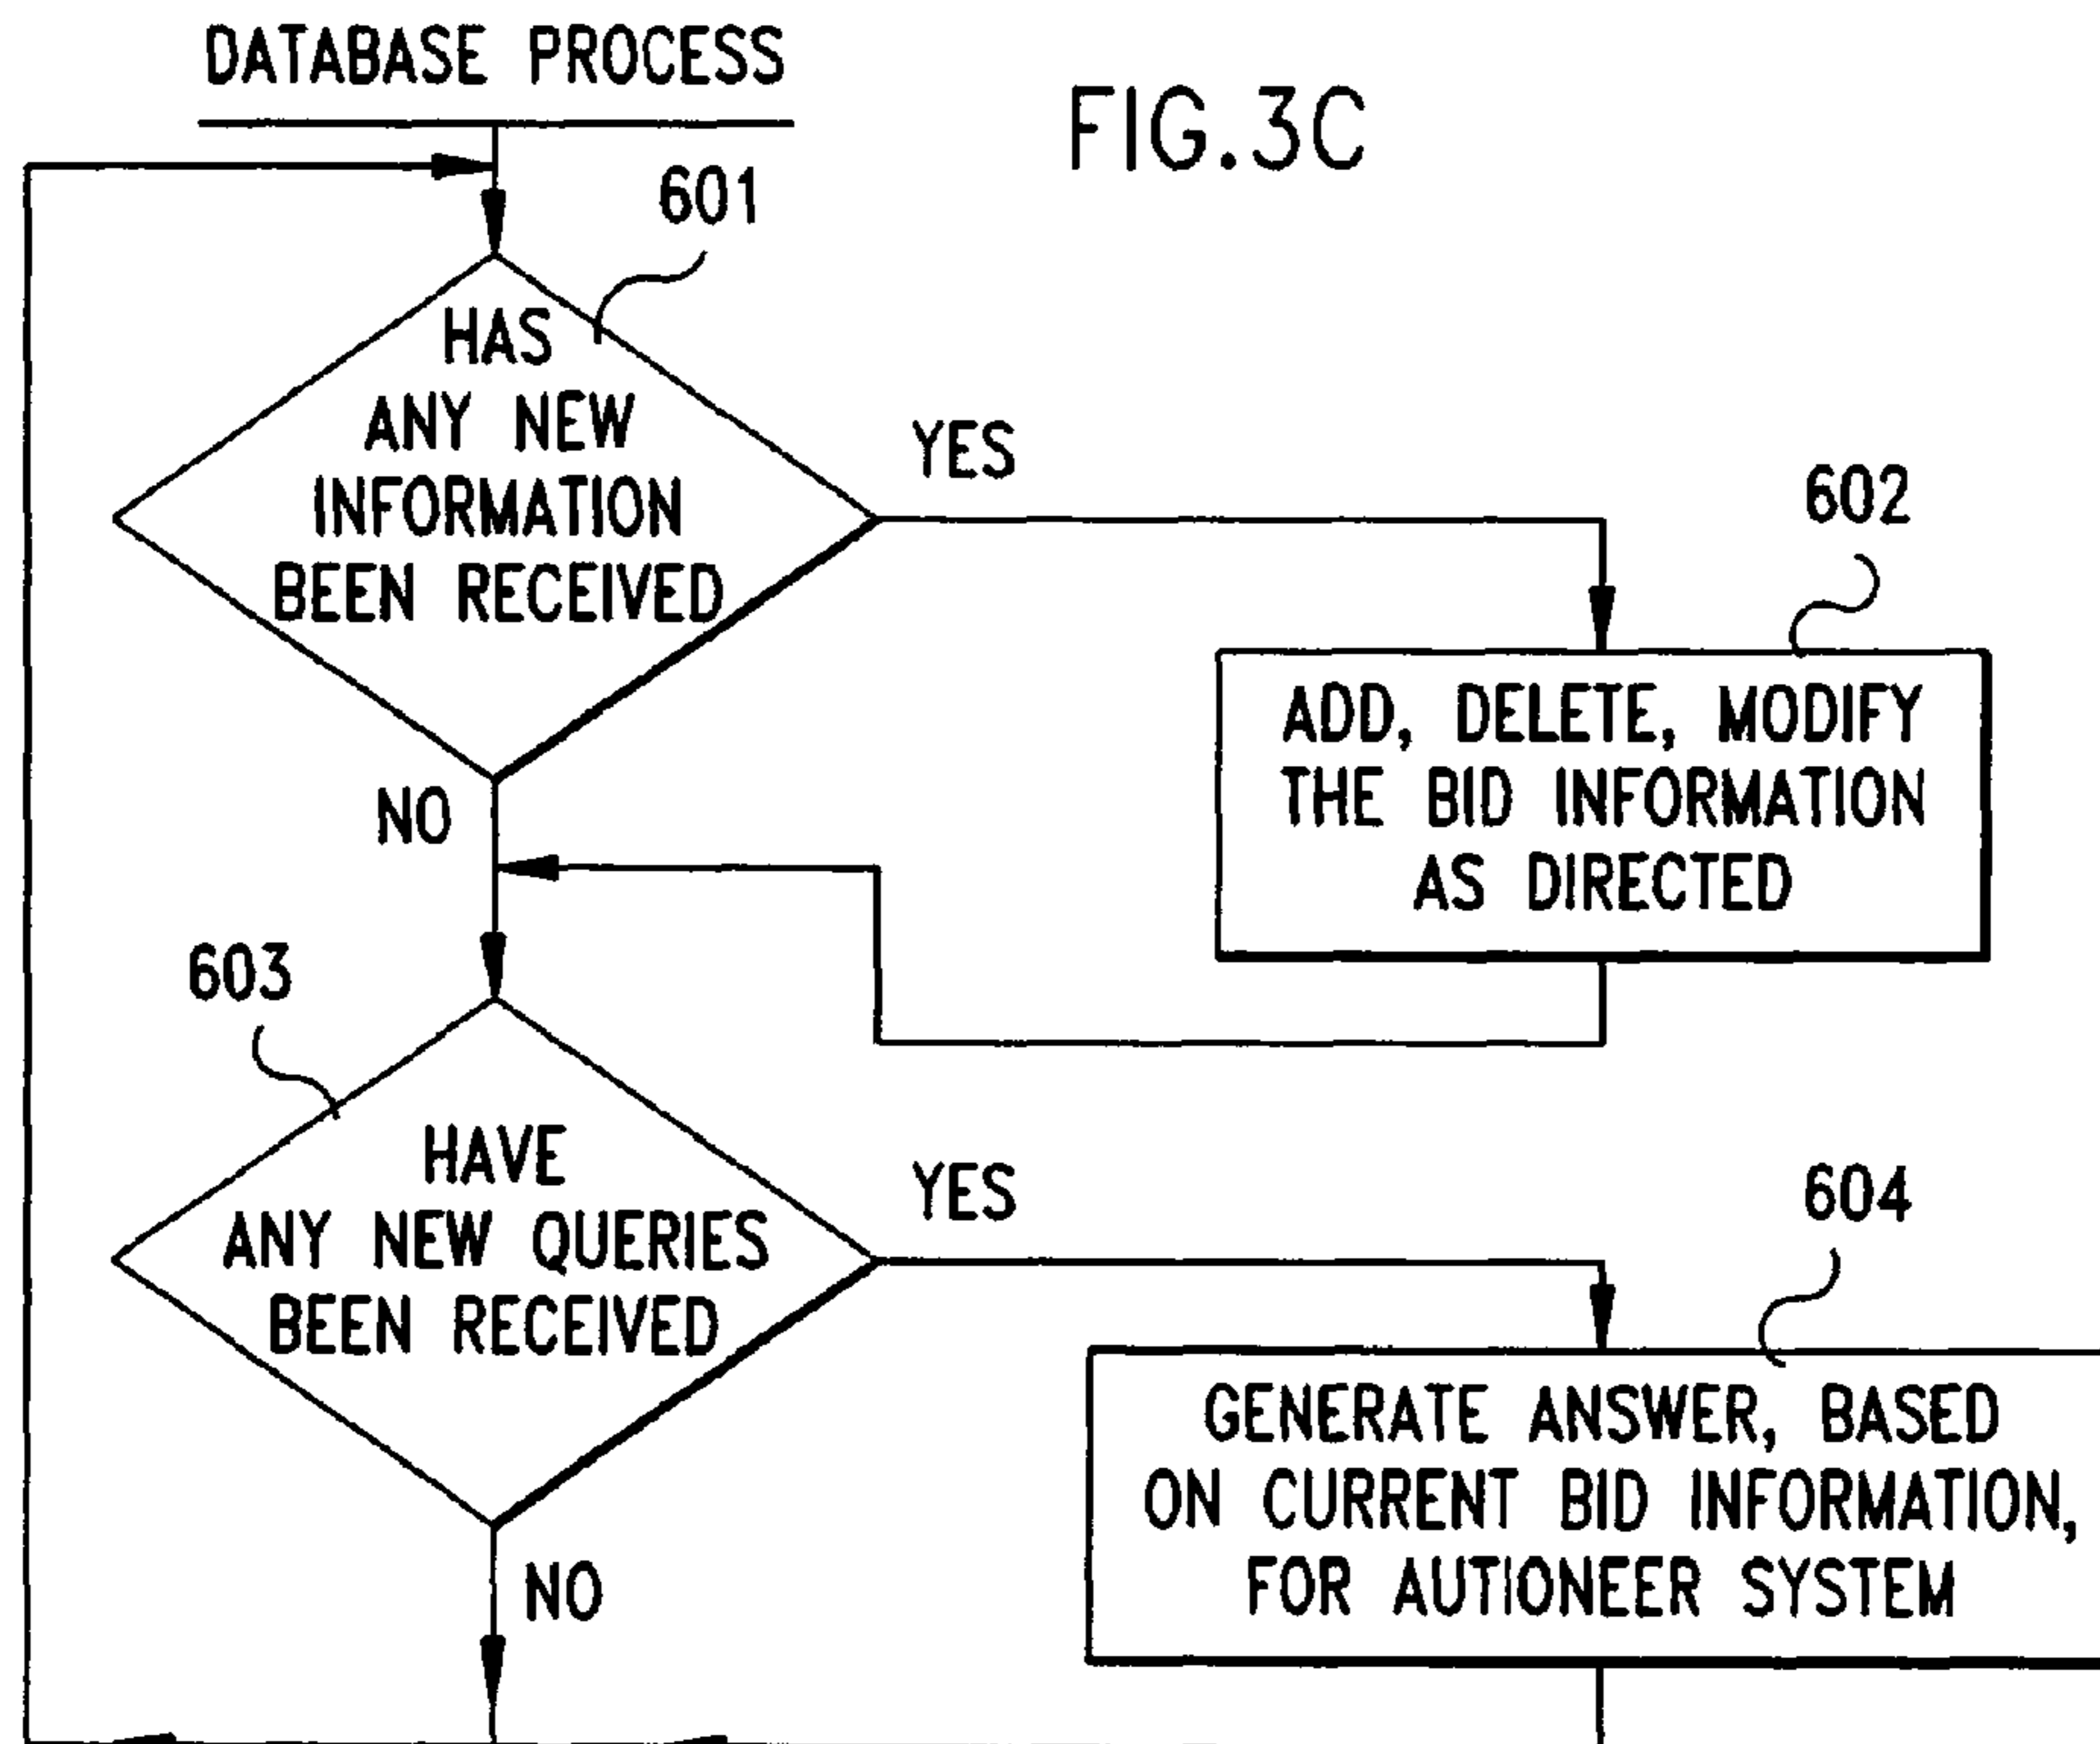 DATABASE PROCESS
FIG.3C
601
HAS
ANY NEW
INFORMATION
BEEN RECEIVED
YES
602
ADD, DELETE, MODIFY
THE BID INFORMATION
AS DIRECTED
NO
603
HAVE
ANY NEW QUERIES
BEEN RECEIVED
YES
604
GENERATE ANSWER, BASED
ON CURRENT BID INFORMATION,
FOR AUTIONEER SYSTEM
NO